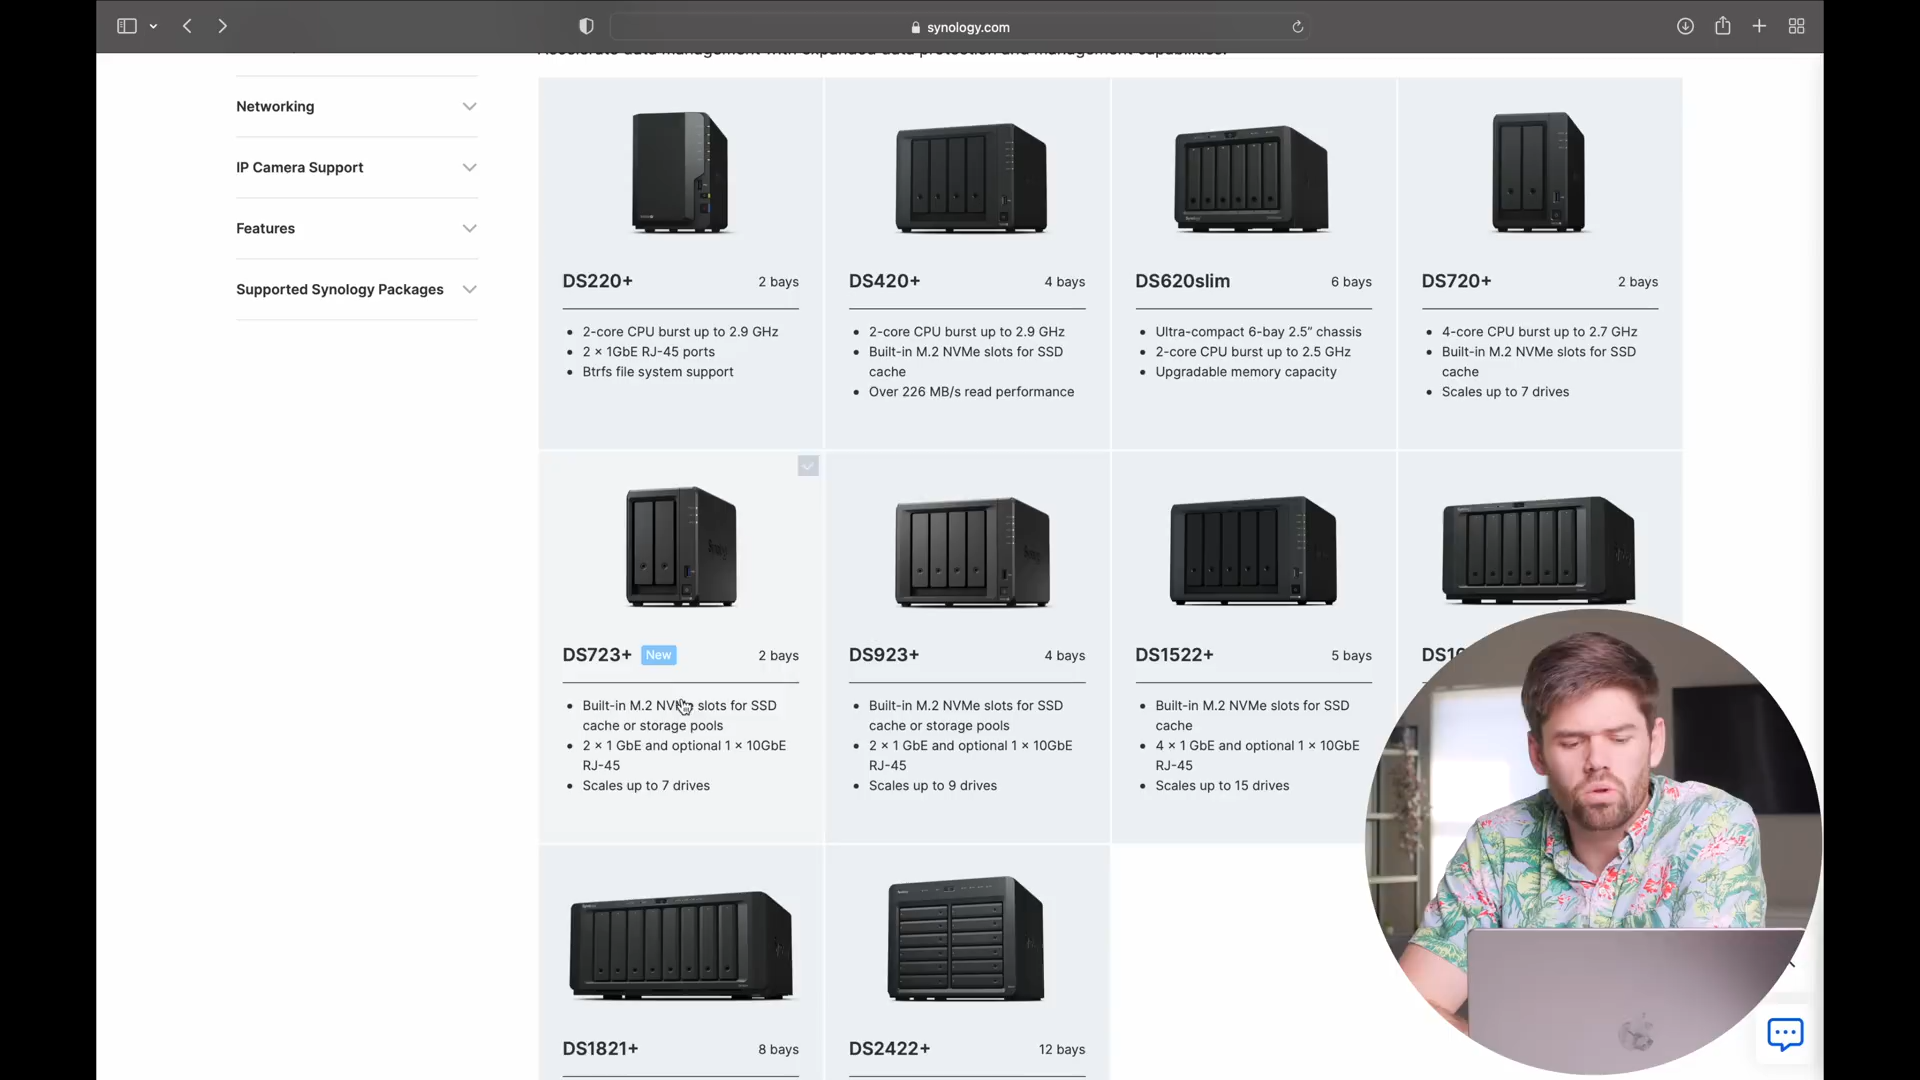 synology.com
Accelerate data management with expanded data protection and management capabilities.
Networking
IP Camera Support
Features
Supported Synology Packages
DS220+ 2 bays
2-core CPU burst up to 2.9 GHz
2 × 1GbE RJ-45 ports
Btrfs file system support
DS420+ 4 bays
2-core CPU burst up to 2.9 GHz
Built-in M.2 NVMe slots for SSD
cache
Over 226 MB/s read performance
DS620slim 6 bays
Ultra-compact 6-bay 2.5” chassis
2-core CPU burst up to 2.5 GHz
Upgradable memory capacity
DS720+ 2 bays
4-core CPU burst up to 2.7 GHz
Built-in M.2 NVMe slots for SSD
cache
Scales up to 7 drives
DS723+ New 2 bays
Built-in M.2 NVMe slots for SSD
cache or storage pools
2 × 1 GbE and optional 1 × 10GbE
RJ-45
Scales up to 7 drives
DS923+ 4 bays
Built-in M.2 NVMe slots for SSD
cache or storage pools
2 × 1 GbE and optional 1 × 10GbE
RJ-45
Scales up to 9 drives
DS1522+ 5 bays
Built-in M.2 NVMe slots for SSD
cache
4 × 1 GbE and optional 1 × 10GbE
RJ-45
Scales up to 15 drives
DS1821+ 8 bays
DS2422+ 12 bays